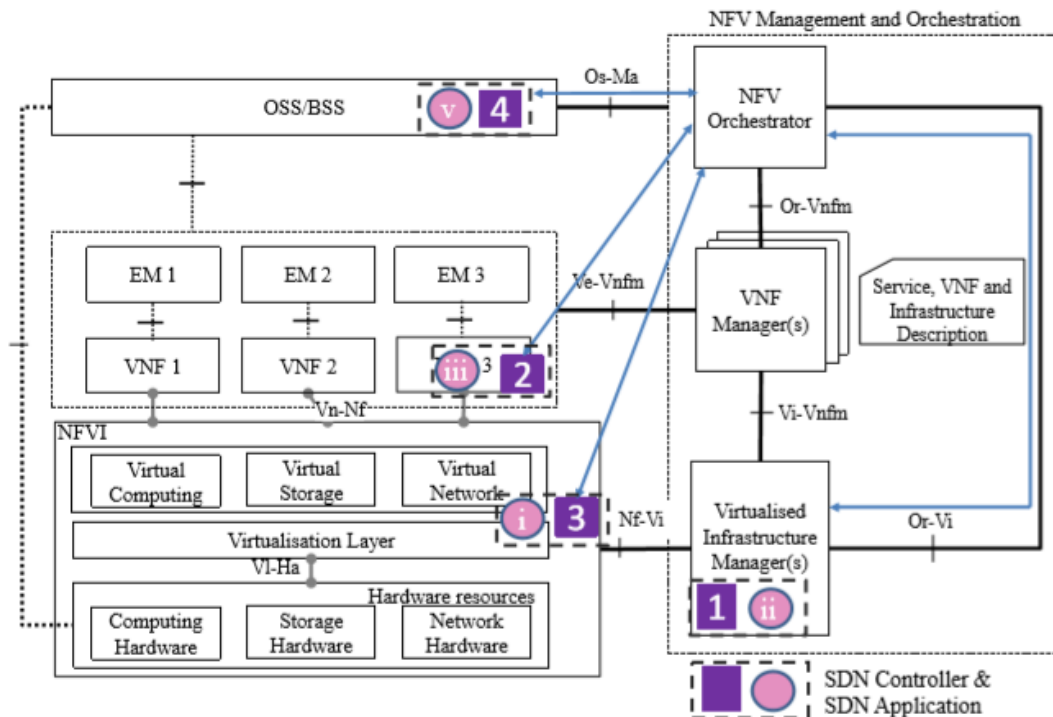 NFV Management and Orchestration
Os-Ma
OSS/BSS
v
4
NFV
Orchestrator
Or-Vnfm
EM 1
EM 2
EM 3
Ve-Vnfm
VNF
Manager(s)
Service, VNF and
Infrastructure
Description
VNF 1
VNF 2
iii
3
2
Vn-Nf
Vi-Vnfm
NFVI
Virtual
Computing
Virtual
Storage
Virtual
Network
i
3
Nf-Vi
Virtualised
Infrastructure
Manager(s)
Or-Vi
Virtualisation Layer
Vl-Ha
Hardware resources
1
ii
Computing
Hardware
Storage
Hardware
Network
Hardware
SDN Controller &
SDN Application